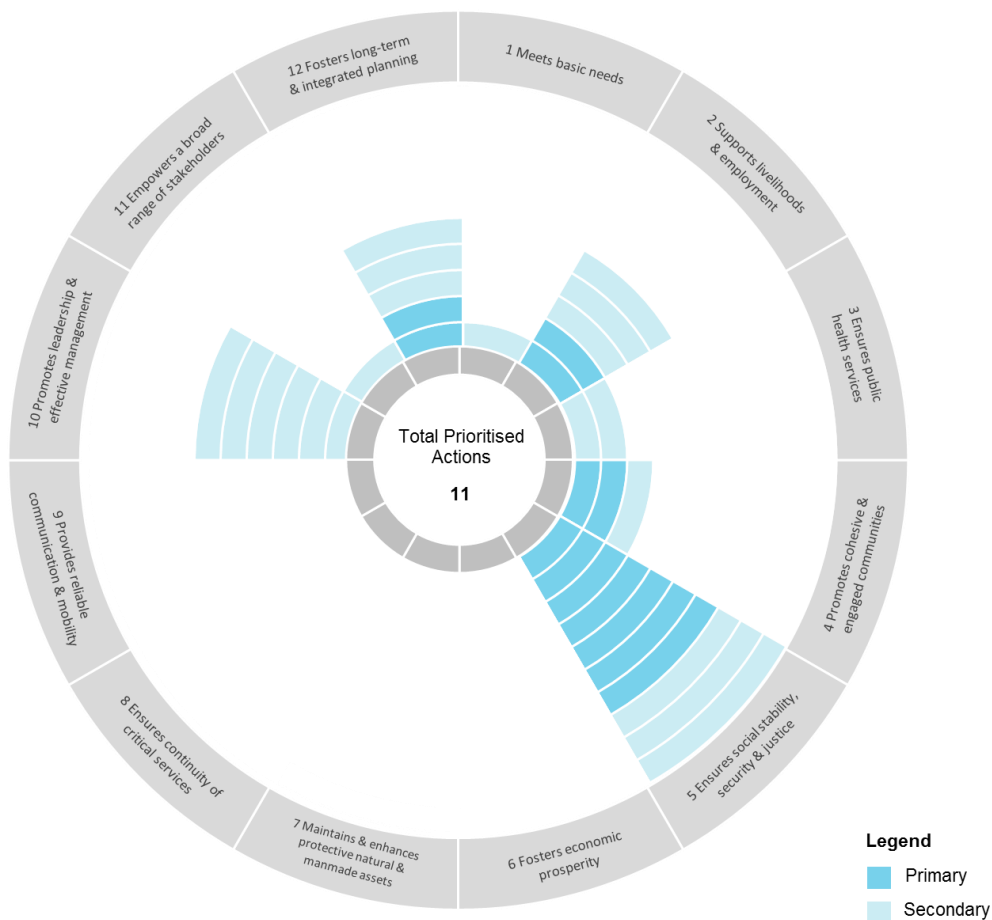 1 Meets basic needs
2 Supports livelihoods
& employment
3 Ensures public
health services
4 Promotes cohesive &
engaged communities
5 Ensures social stability,
security & justice
6 Fosters economic
prosperity
7 Maintains & enhances
protective natural &
manmade assets
8 Ensures continuity of
critical services
9 Provides reliable
communication & mobility
10 Promotes leadership &
effective management
11 Empowers a broad
range of stakeholders
12 Fosters long-term
& integrated planning
Total Prioritised
Actions
11
Legend
Primary
Secondary